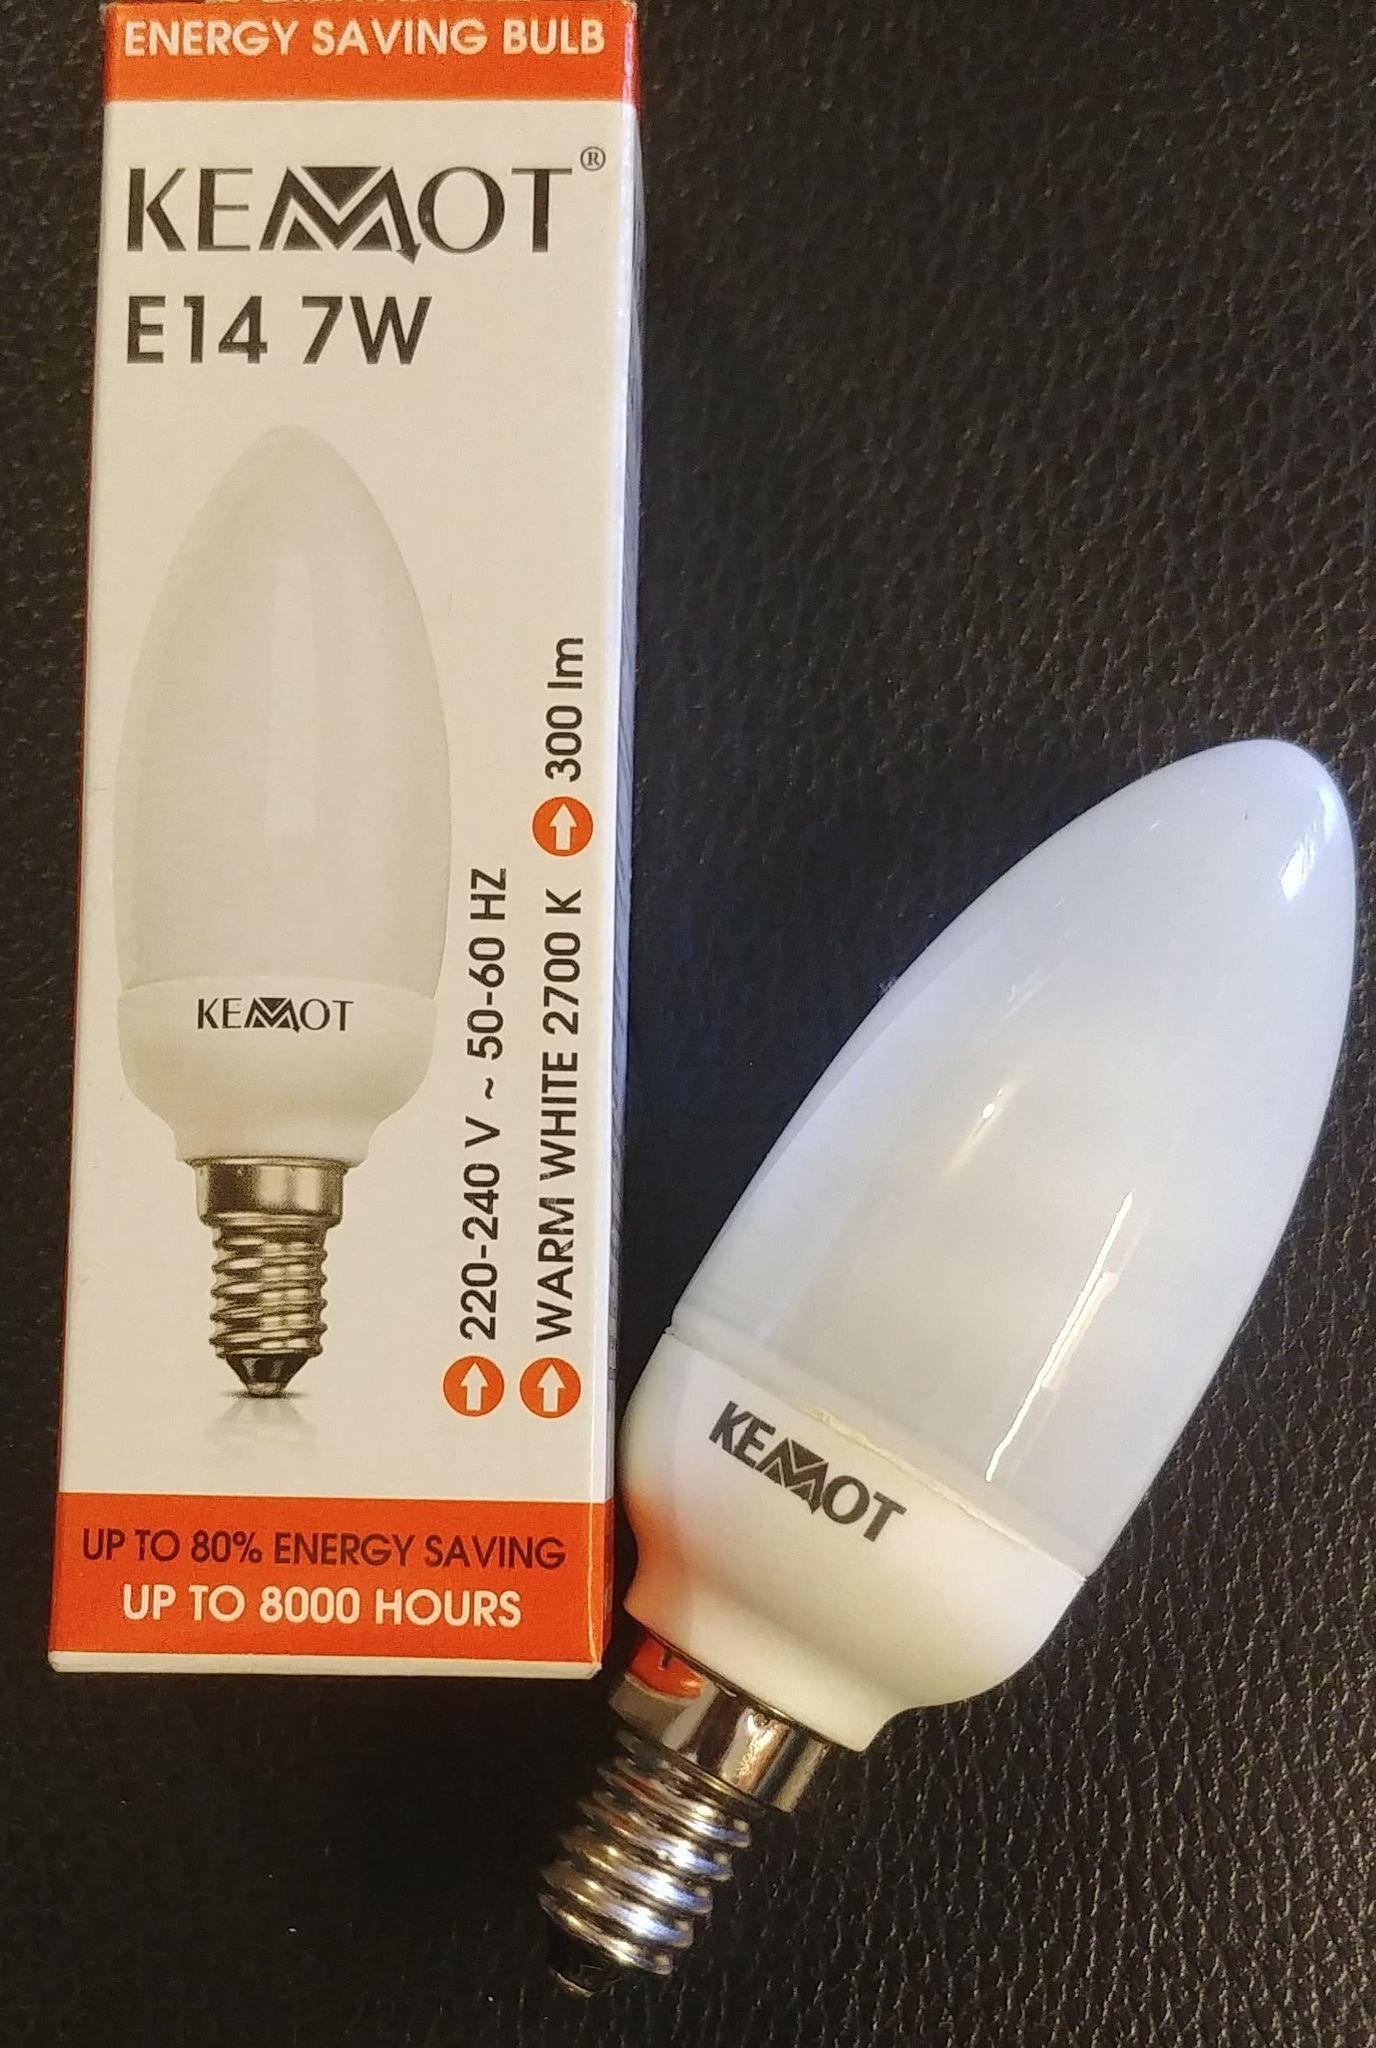 ENERGY SAVING BULB
KEMOT®
E14 7W
KEMOT
220-240 V ~ 50-60 HZ
WARM WHITE 2700 K
300 lm
UP TO 80% ENERGY SAVING
UP TO 8000 HOURS
KEMOT